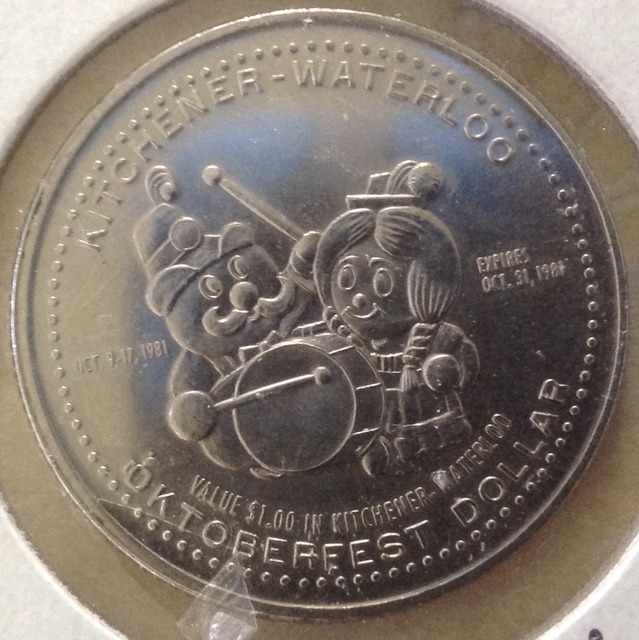 KITCHENER-WATERLOO
EXPIRES
OCT. 31, 1981
OCT. 9-17, 1981
VALUE $1.00 IN KITCHENER-WATERLOO
OKTOBERFEST DOLLAR